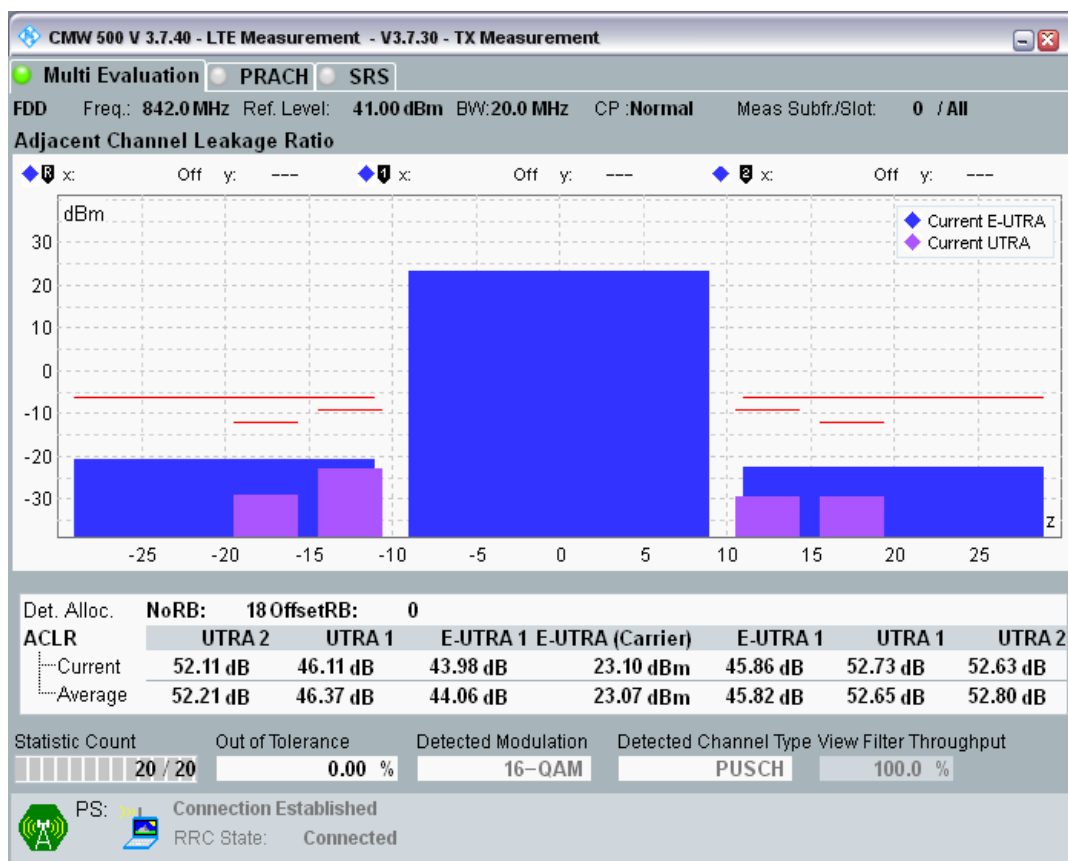 CMW 500 V 3.7.40 - LTE Measurement - V3.7.30 - TX Measurement
Multi Evaluation PRACH SRS
FDD Freq.: 842.0 MHz Ref. Level: 41.00 dBm BW:20.0 MHz CP :Normal Meas Subfr./Slot: 0 / All
Adjacent Channel Leakage Ratio
R x: Off y: --- 1 x: Off y: --- 2 x: Off y: ---
dBm
Current E-UTRA
Current UTRA
30
20
10
0
-10
-20
-30
z
-25 -20 -15 -10 -5 0 5 10 15 20 25
Det. Alloc. NoRB: 18 OffsetRB: 0
ACLR UTRA 2 UTRA 1 E-UTRA 1 E-UTRA (Carrier) E-UTRA 1 UTRA 1 UTRA 2
Current 52.11 dB 46.11 dB 43.98 dB 23.10 dBm 45.86 dB 52.73 dB 52.63 dB
Average 52.21 dB 46.37 dB 44.06 dB 23.07 dBm 45.82 dB 52.65 dB 52.80 dB
Statistic Count Out of Tolerance Detected Modulation Detected Channel Type View Filter Throughput
20 / 20 0.00 % 16-QAM PUSCH 100.0 %
PS: Connection Established
RRC State: Connected